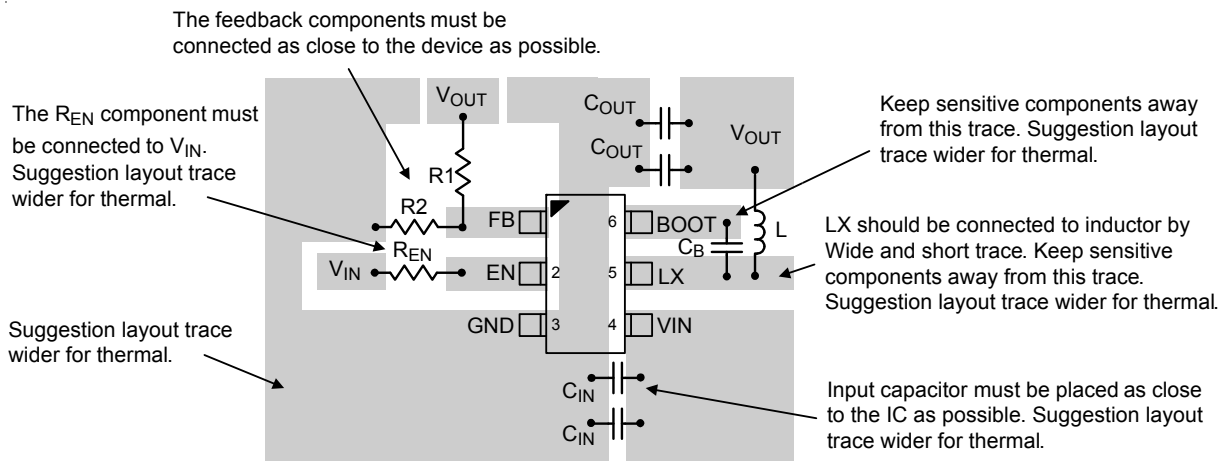 The feedback components must be
connected as close to the device as possible.
The REN component must
be connected to VIN.
Suggestion layout trace
wider for thermal.
Suggestion layout trace
wider for thermal.
VOUT
R1
R2
REN
VIN
FB
EN
2
GND
3
COUT
COUT
VOUT
6
BOOT
CB
L
5
LX
4
VIN
CIN
CIN
Keep sensitive components away
from this trace. Suggestion layout
trace wider for thermal.
LX should be connected to inductor by
Wide and short trace. Keep sensitive
components away from this trace.
Suggestion layout trace wider for thermal.
Input capacitor must be placed as close
to the IC as possible. Suggestion layout
trace wider for thermal.